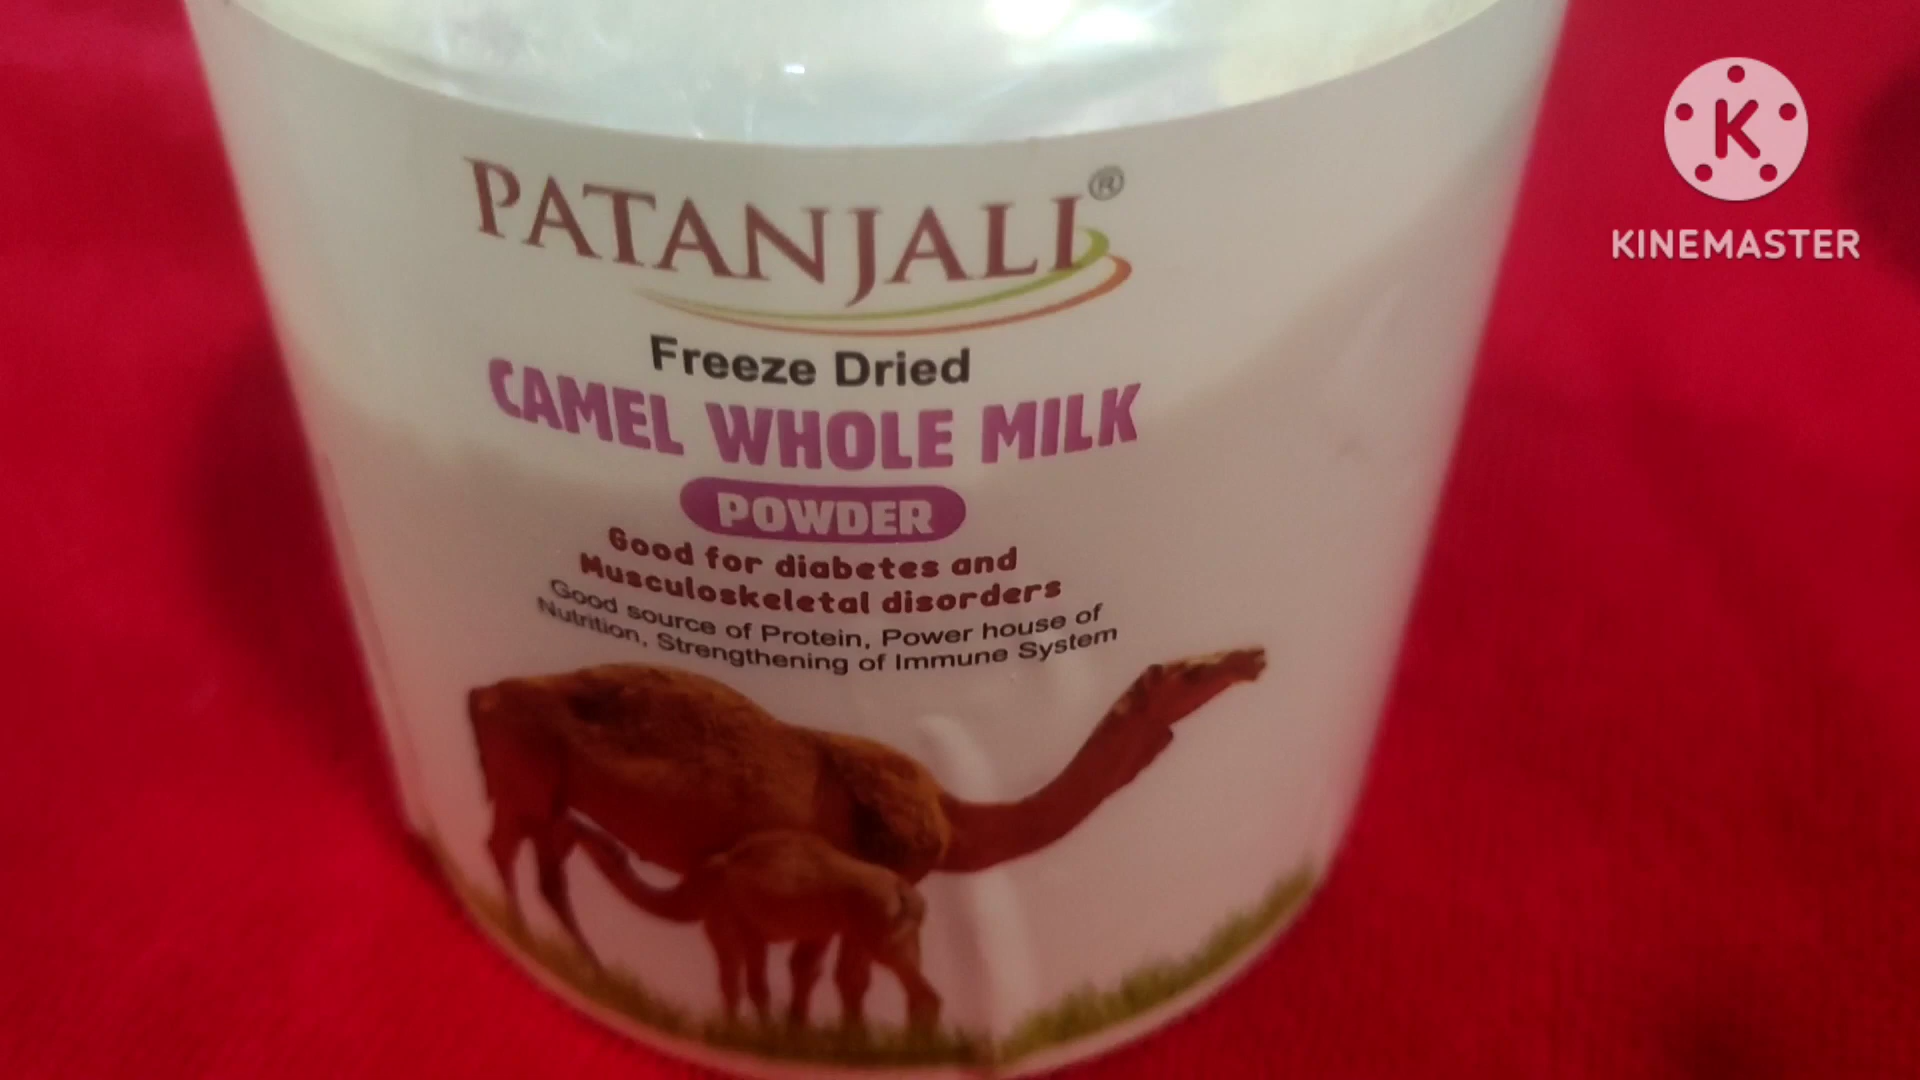 PATANJALI®
Freeze Dried
CAMEL WHOLE MILK
POWDER
Good for diabetes and
Musculoskeletal disorders
Good source of Protein, Power house of
Nutrition, Strengthening of Immune System
K
KINEMASTER